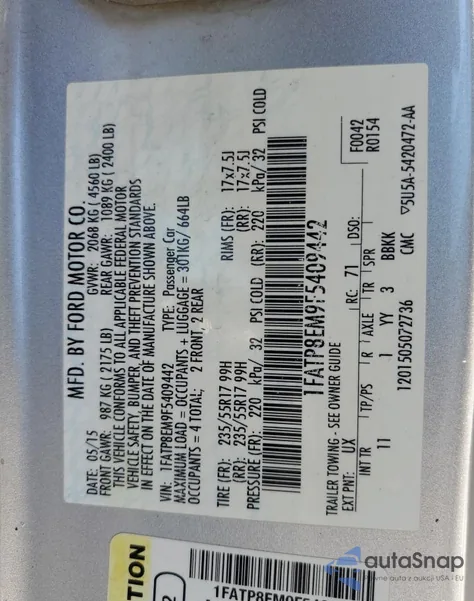 MFD. BY FORD MOTOR CO.
DATE: 05/15 GVWR: 2068 KG (4560 LB)
FRONT GAWR: 987 KG (2175 LB) REAR GAWR: 1089 KG (2400 LB)
THIS VEHICLE CONFORMS TO ALL APPLICABLE FEDERAL MOTOR
VEHICLE SAFETY, BUMPER, AND THEFT PREVENTION STANDARDS
IN EFFECT ON THE DATE OF MANUFACTURE SHOWN ABOVE.
VIN: 1FATP8EM9F5409442 TYPE: Passenger Car
MAXIMUM LOAD = OCCUPANTS + LUGGAGE = 301KG/664LB
OCCUPANTS = 4 TOTAL: 2 FRONT, 2 REAR
TIRE (FR): 235/55R17 99H RIMS (FR): 17x7.5J
(RR): 235/55R17 99H (RR): 17x7.5J
PRESSURE (FR): 220 kPa/ 32 PSI COLD (RR): 220 kPa/ 32 PSI COLD
1FATP8EM9F5409442
F0042
TRAILER TOWING - SEE OWNER GUIDE R0154
EXT PNT: UX RC: 71 DSO:
INT TR TP/PS R AXLE TR SPR
11 1 YY 3 BBKK
12015050727​36 CMC ▽5U5A-5420472-AA
1FATP8EM9F54
autaSnap